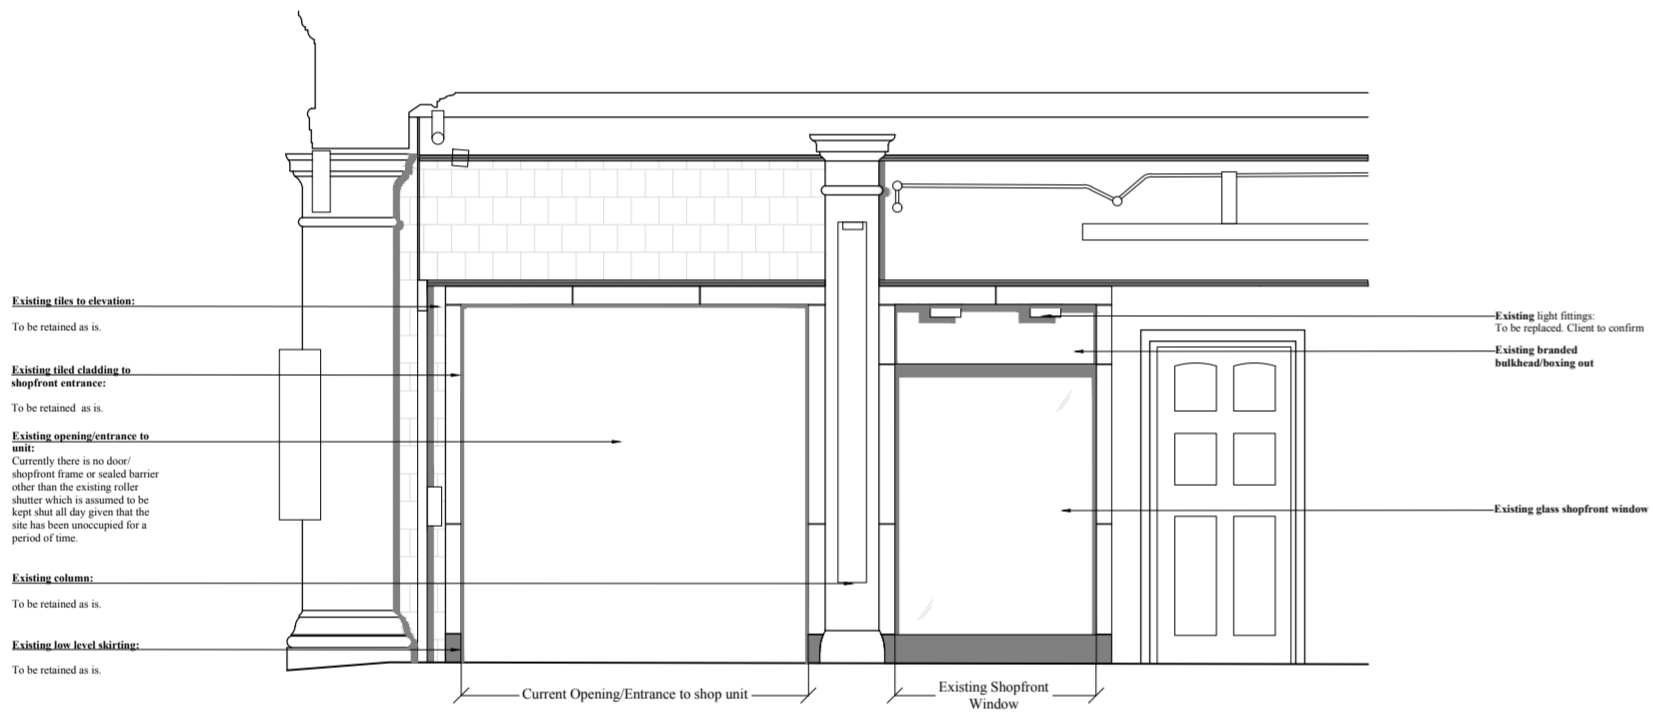 Existing tiles to elevation:
To be retained as is.
Existing tiled cladding to
shopfront entrance:
To be retained as is.
Existing opening/entrance to
unit:
Currently there is no door/
shopfront frame or sealed barrier
other than the existing roller
shutter which is assumed to be
kept shut all day given that the
site has been unoccupied for a
period of time.
Existing column:
To be retained as is.
Existing low level skirting:
To be retained as is.
Current Opening/Entrance to shop unit
Existing Shopfront
Window
Existing light fittings:
To be replaced. Client to confirm
Existing branded
bulkhead/boxing out
Existing glass shopfront window